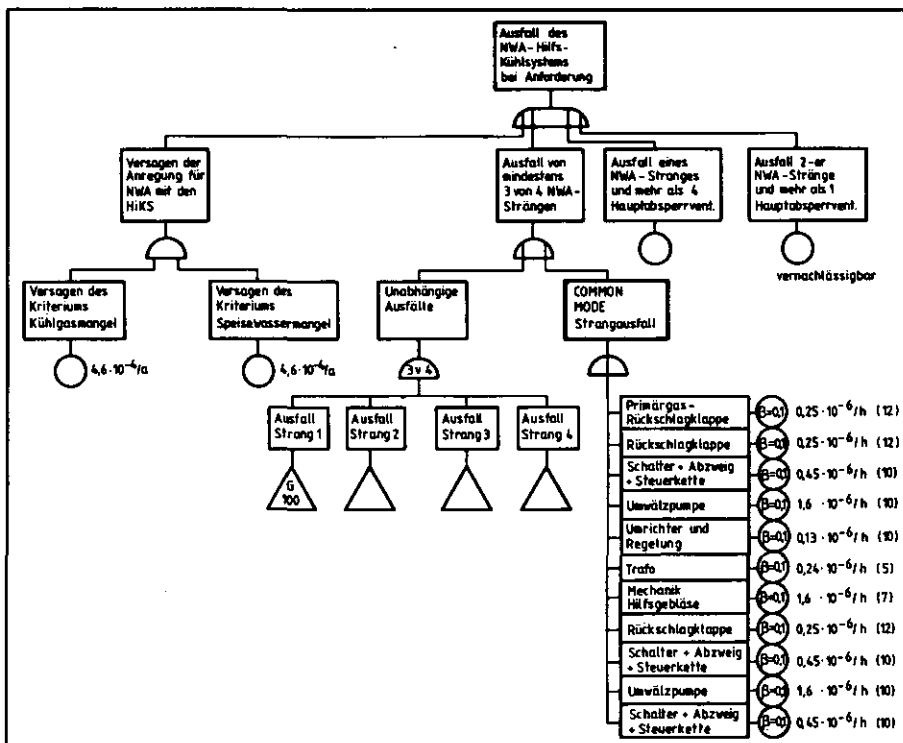 Ausfall des
NWA-Hilfs-
Kühlsystems
bei Anforderung
Versagen der
Anregung für
NWA mit den
HiKS
Ausfall von
mindestens
3 von 4 NWA-
Strängen
Ausfall eines
NWA-Stranges
und mehr als 4
Hauptabsperrvent.
Ausfall 2-er
NWA-Stränge
und mehr als 1
Hauptabsperrvent.
vernachlässigbar
Versagen des
Kriteriums
Kühlgasmangel
4,6·10⁻⁴/a
Versagen des
Kriteriums
Speisewassermangel
4,6·10⁻⁴/a
Unabhängige
Ausfälle
COMMON
MODE
Strangausfall
3 v 4
Ausfall
Strang 1
Ausfall
Strang 2
Ausfall
Strang 3
Ausfall
Strang 4
G
100
Primärgas-
Rückschlagklappe
β=0,1 0,25·10⁻⁶/h (12)
Rückschlagklappe
β=0,1 0,25·10⁻⁶/h (12)
Schalter + Abzweig
+ Steuerkette
β=0,1 0,45·10⁻⁶/h (10)
Umwälzpumpe
β=0,1 1,6 ·10⁻⁶/h (10)
Umrichter und
Regelung
β=0,1 0,13·10⁻⁶/h (10)
Trafo
β=0,1 0,24·10⁻⁶/h (5)
Mechanik
Hilfsgebläse
β=0,1 1,6 ·10⁻⁶/h (7)
Rückschlagklappe
β=0,1 0,25·10⁻⁶/h (12)
Schalter + Abzweig
+ Steuerkette
β=0,1 0,45·10⁻⁶/h (10)
Umwälzpumpe
β=0,1 1,6 ·10⁻⁶/h (10)
Schalter + Abzweig
+ Steuerkette
β=0,1 0,45·10⁻⁶/h (10)